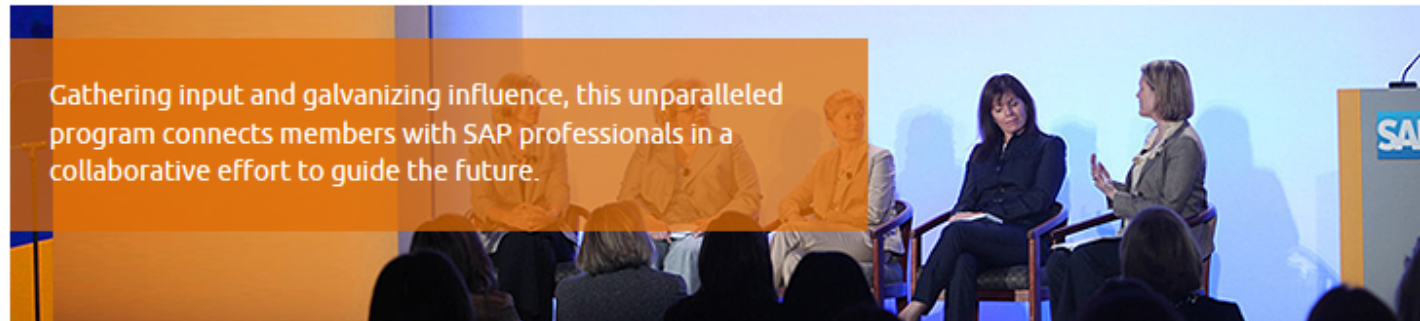 Gathering input and galvanizing influence, this unparalleled
program connects members with SAP professionals in a
collaborative effort to guide the future.
SA